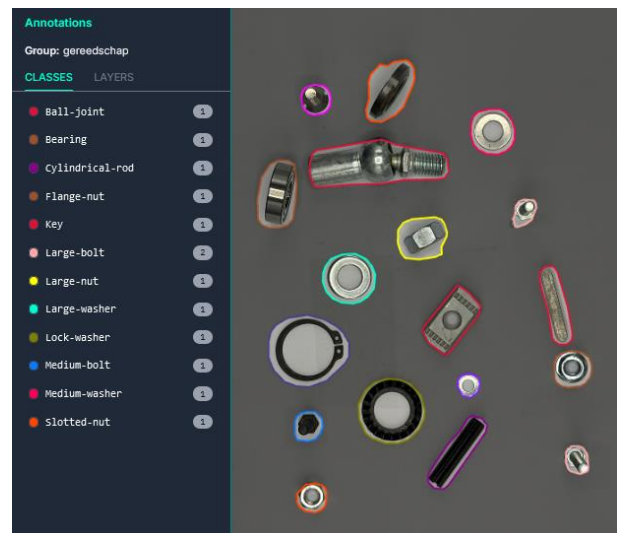 Annotations
Group: gereedschap
CLASSES LAYERS
Ball-joint 1
Bearing 1
Cylindrical-rod 1
Flange-nut 1
Key 1
Large-bolt 2
Large-nut 1
Large-washer 1
Lock-washer 1
Medium-bolt 1
Medium-washer 1
Slotted-nut 1